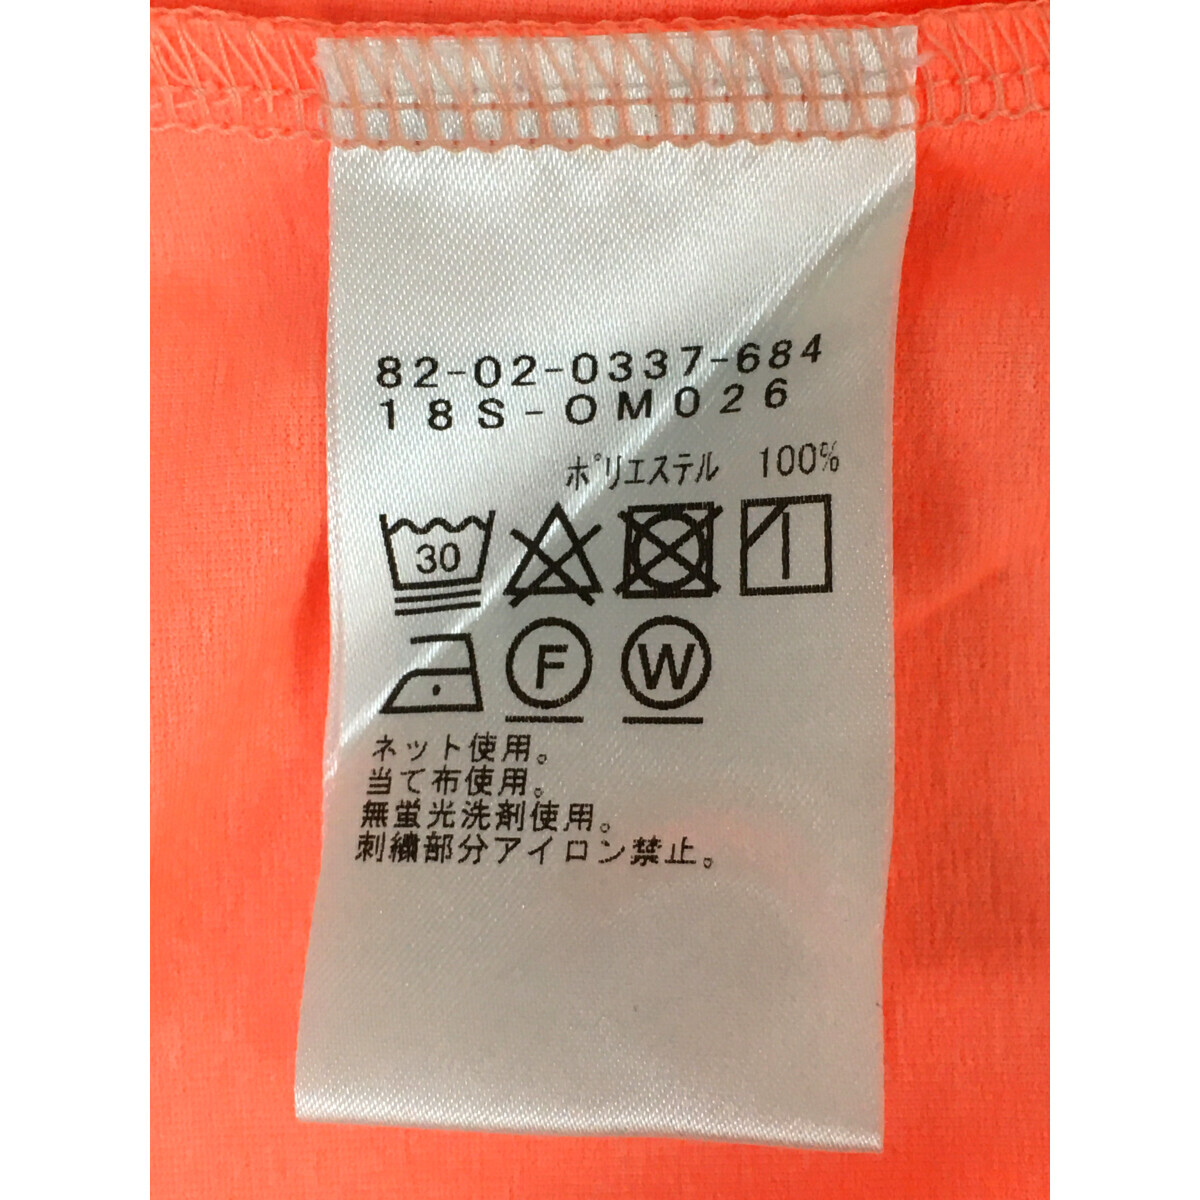 82-02-0337-684
18S-OM026
ポリエステル 100%
30
F W
ネット使用。
当て布使用。
無蛍光洗剤使用。
刺繍部分アイロン禁止。